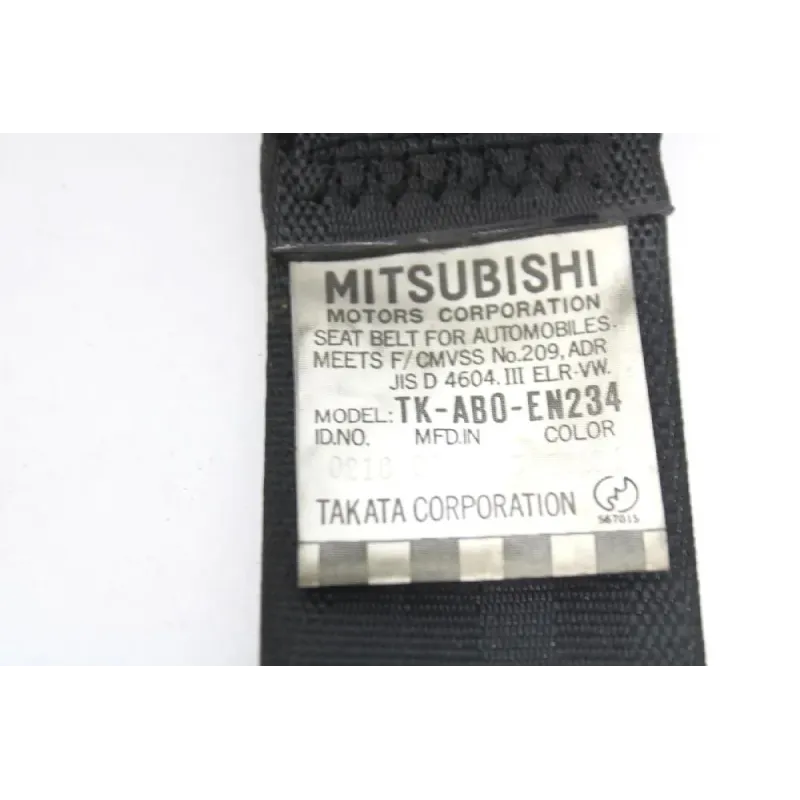 MITSUBISHI
MOTORS CORPORATION
SEAT BELT FOR AUTOMOBILES.
MEETS F/CMVSS No.209, ADR
JIS D 4604. III ELR-VW.
MODEL: TK-AB0-EN234
ID.NO. MFD.IN COLOR
TAKATA CORPORATION
S67015